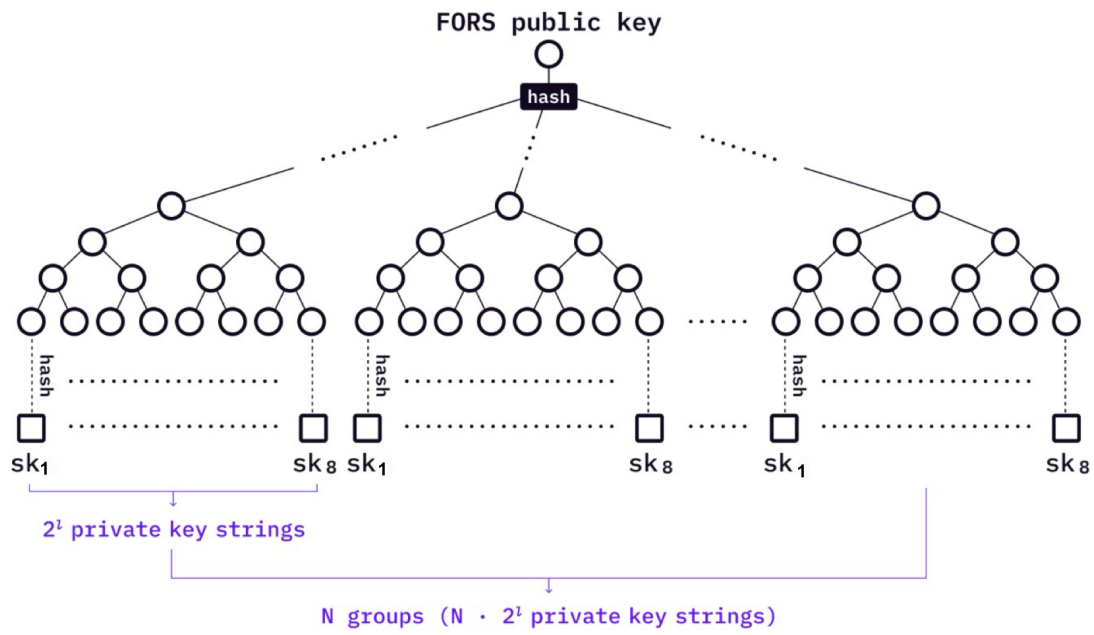 FORS public key
hash
hash hash hash
sk₁ sk₈ sk₁ sk₈ sk₁ sk₈
2ˡ private key strings
N groups (N · 2ˡ private key strings)